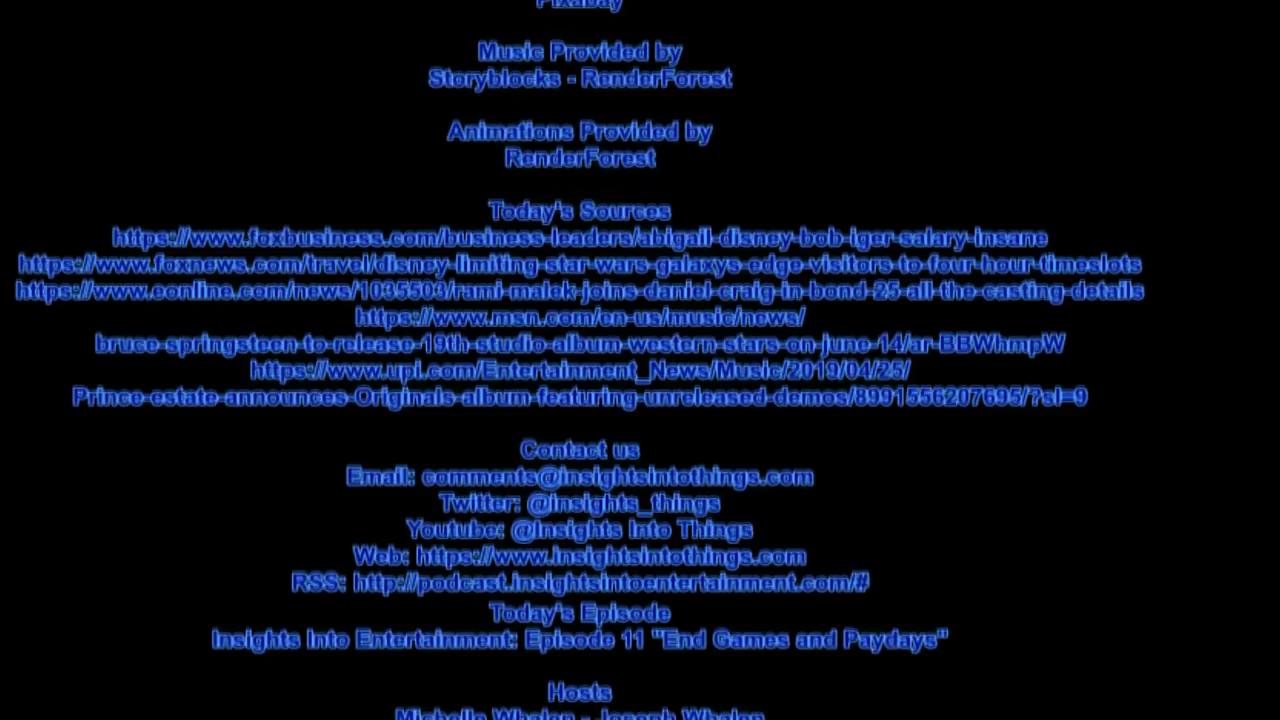 Pixabay
Music Provided by
Storyblocks - RenderForest
Animations Provided by
RenderForest
Today's Sources
https://www.foxbusiness.com/business-leaders/abigail-disney-bob-iger-salary-insane
https://www.foxnews.com/travel/disney-limiting-star-wars-galaxys-edge-visitors-to-four-hour-timeslots
https://www.eonline.com/news/1035503/rami-malek-joins-daniel-craig-in-bond-25-all-the-casting-details
https://www.msn.com/en-us/music/news/
bruce-springsteen-to-release-19th-studio-album-western-stars-on-june-14/ar-BBWhmpW
https://www.upi.com/Entertainment_News/Music/2019/04/25/
Prince-estate-announces-Originals-album-featuring-unreleased-demos/8991556207695/?sl=9
Contact us
Email: comments@insightsintothings.com
Twitter: @insights_things
Youtube: @Insights Into Things
Web: https://www.insightsintothings.com
RSS: http://podcast.insightsintoentertainment.com/#
Today's Episode
Insights Into Entertainment: Episode 11 "End Games and Paydays"
Hosts
Michelle Whalen - Joseph Whalen